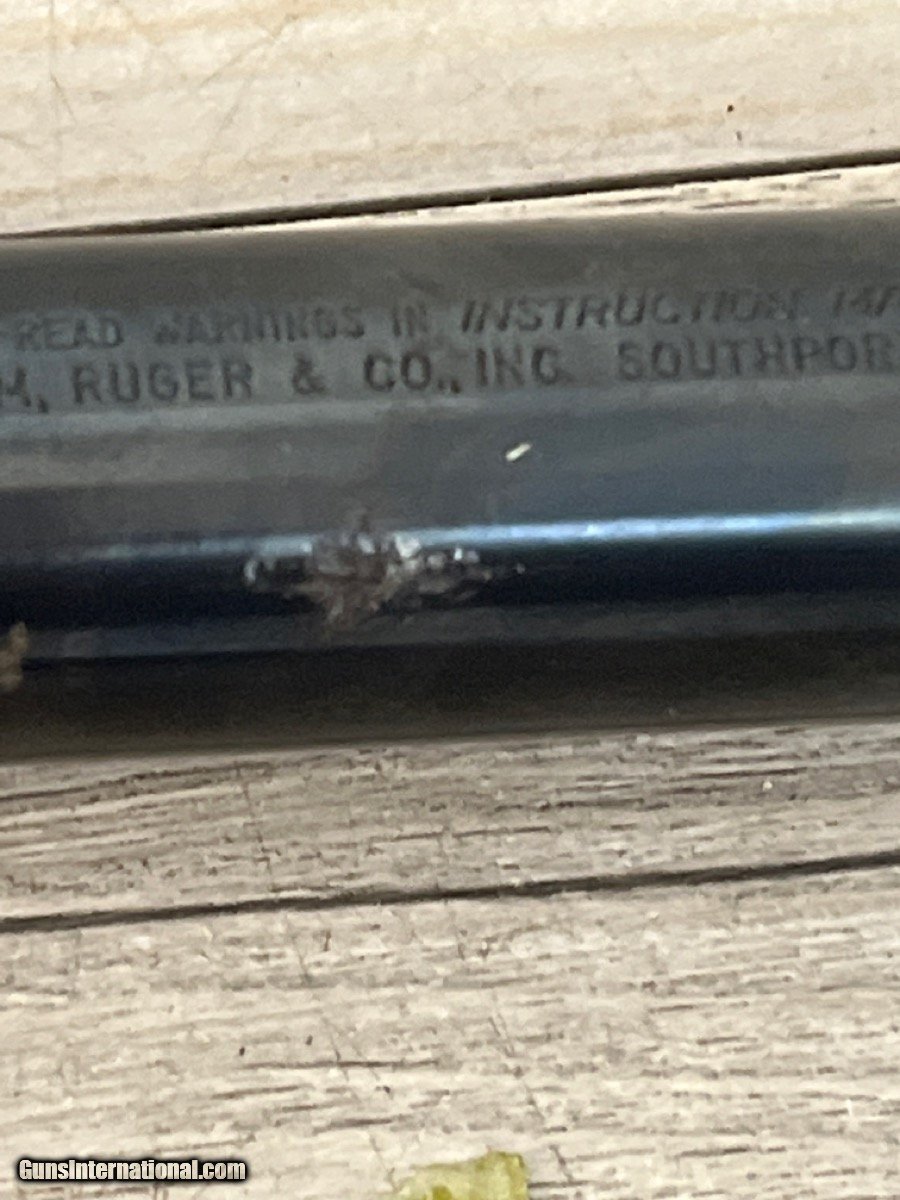 READ WARNINGS IN INSTRUCTION
RUGER & CO., INC. SOUTHPOR
GunsInternational.com